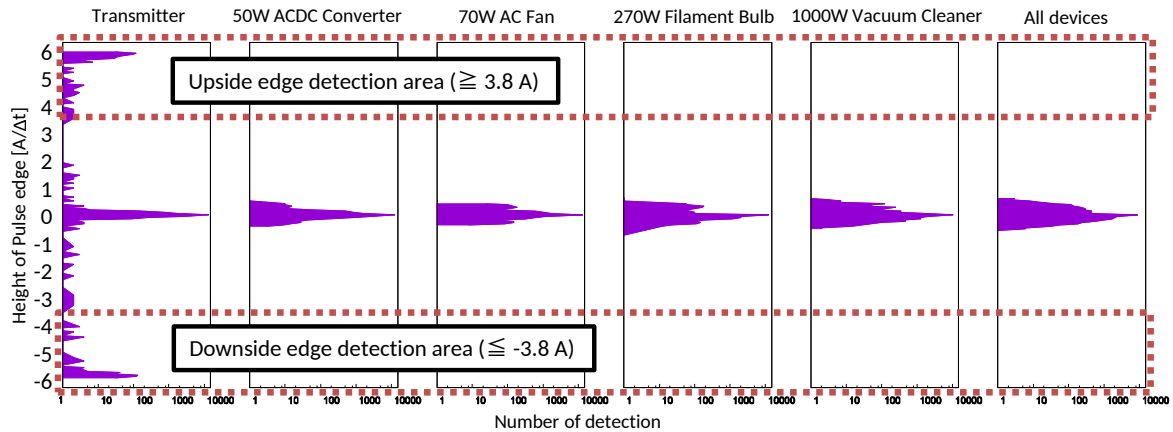 Transmitter 50W ACDC Converter 70W AC Fan 270W Filament Bulb 1000W Vacuum Cleaner All devices
6
5
4
3
2
1
0
-1
-2
-3
-4
-5
-6
Height of Pulse edge [A/Δt]
Upside edge detection area (≧ 3.8 A)
Downside edge detection area (≦ -3.8 A)
1 10 100 1000 10000 1 10 100 1000 10000 1 10 100 1000 10000 1 10 100 1000 10000 1 10 100 1000 10000 1 10 100 1000 10000
Number of detection